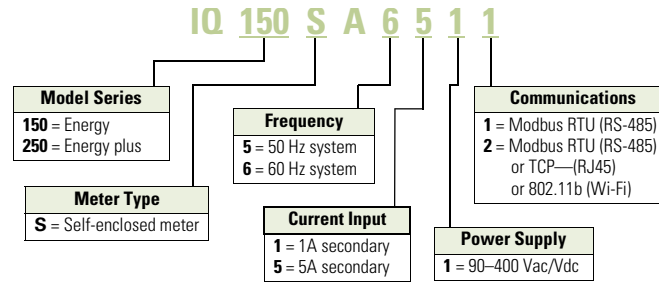 IQ 150 S A 6 5 1 1
Model Series
150 = Energy
250 = Energy plus
Meter Type
S = Self-enclosed meter
Frequency
5 = 50 Hz system
6 = 60 Hz system
Current Input
1 = 1A secondary
5 = 5A secondary
Power Supply
1 = 90–400 Vac/Vdc
Communications
1 = Modbus RTU (RS-485)
2 = Modbus RTU (RS-485)
or TCP—(RJ45)
or 802.11b (Wi-Fi)